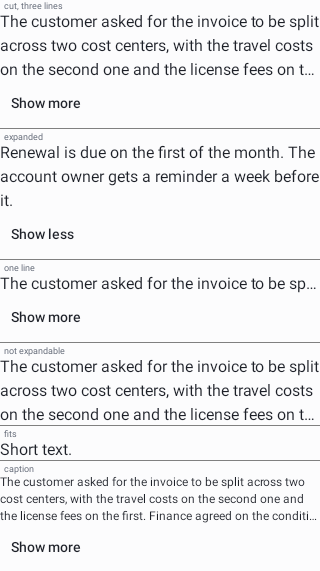 cut, three lines
The customer asked for the invoice to be split
across two cost centers, with the travel costs
on the second one and the license fees on t…
Show more
expanded
Renewal is due on the first of the month. The
account owner gets a reminder a week before
it.
Show less
one line
The customer asked for the invoice to be sp…
Show more
not expandable
The customer asked for the invoice to be split
across two cost centers, with the travel costs
on the second one and the license fees on t…
fits
Short text.
caption
The customer asked for the invoice to be split across two
cost centers, with the travel costs on the second one and
the license fees on the first. Finance agreed on the conditi…
Show more